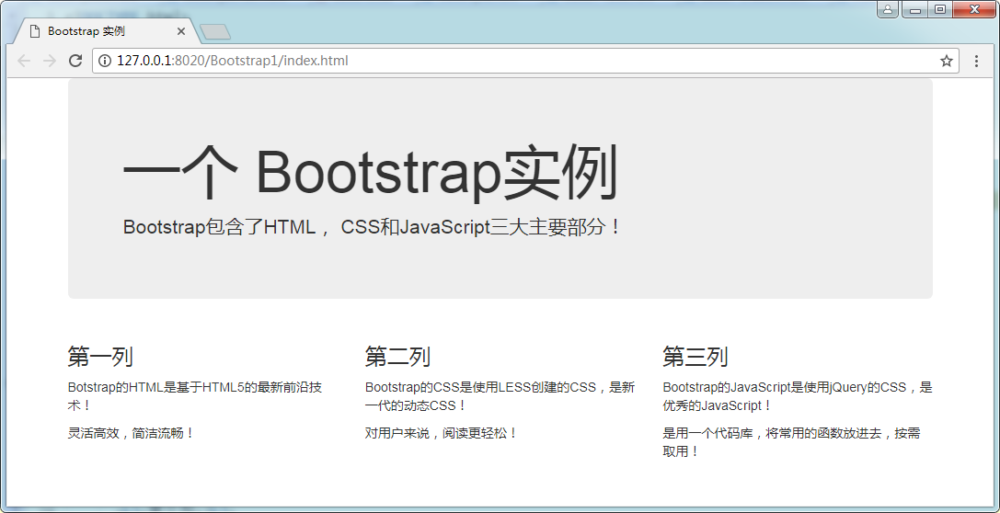 Bootstrap 实例
127.0.0.1:8020/Bootstrap1/index.html
一个 Bootstrap实例
Bootstrap包含了HTML， CSS和JavaScript三大主要部分！
第一列
Botstrap的HTML是基于HTML5的最新前沿技
术！
灵活高效，简洁流畅！
第二列
Bootstrap的CSS是使用LESS创建的CSS，是新
一代的动态CSS！
对用户来说，阅读更轻松！
第三列
Bootstrap的JavaScript是使用jQuery的CSS，是
优秀的JavaScript！
是用一个代码库，将常用的函数放进去，按需
取用！